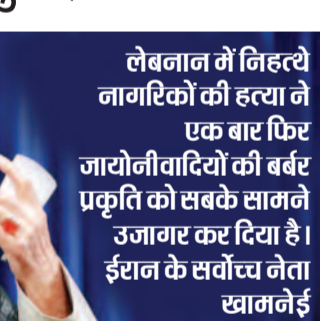 लेबनान में निहत्थे
नागरिकों की हत्या ने
एक बार फिर
जायोनीवादियों की बर्बर
प्रकृति को सबके सामने
उजागर कर दिया है।
ईरान के सर्वोच्च नेता
खामनेई